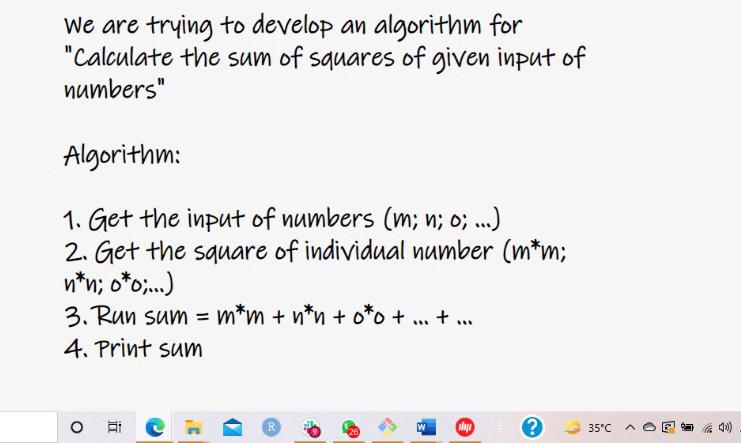 We are trying to develop an algorithm for
"Calculate the sum of squares of given input of
numbers"
Algorithm:
1. Get the input of numbers (m; n; o; ...)
2. Get the square of individual number (m*m;
n*n; o*o;...)
3. Run sum = m*m + n*n + o*o + ... + ...
4. Print sum
R
9
26
W
?
35°C